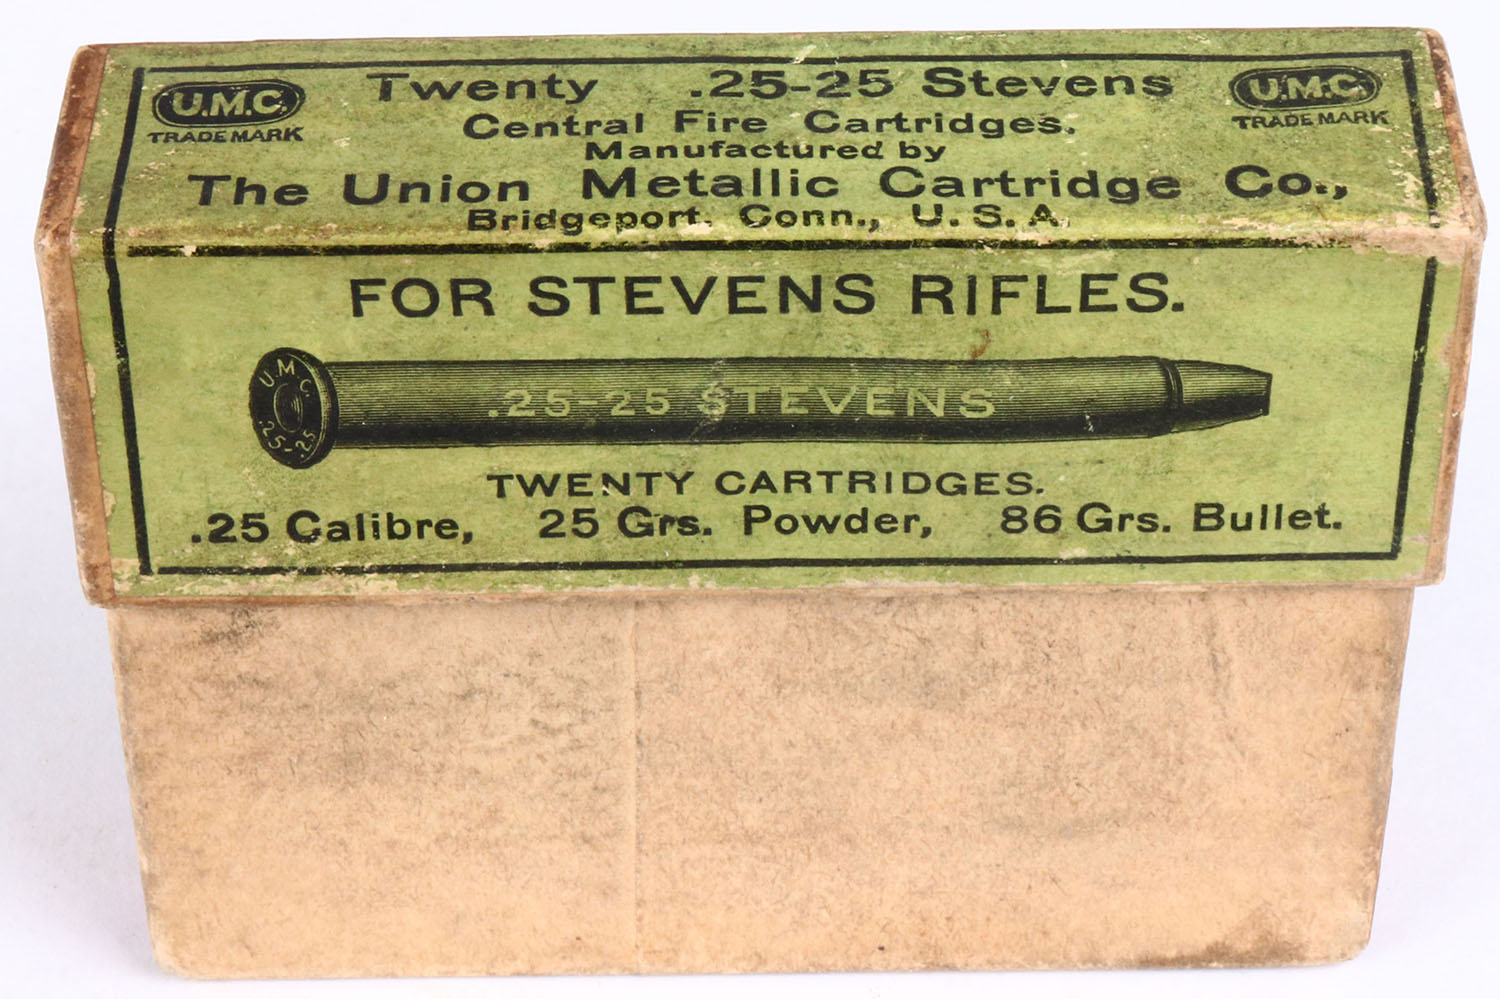 U.M.C.
TRADE MARK
Twenty .25-25 Stevens
U.M.C.
TRADE MARK
Central Fire Cartridges.
Manufactured by
The Union Metallic Cartridge Co.,
Bridgeport. Conn., U. S. A.
FOR STEVENS RIFLES.
U.M.C.
.25-25
.25-25 STEVENS
TWENTY CARTRIDGES.
.25 Calibre, 25 Grs. Powder, 86 Grs. Bullet.